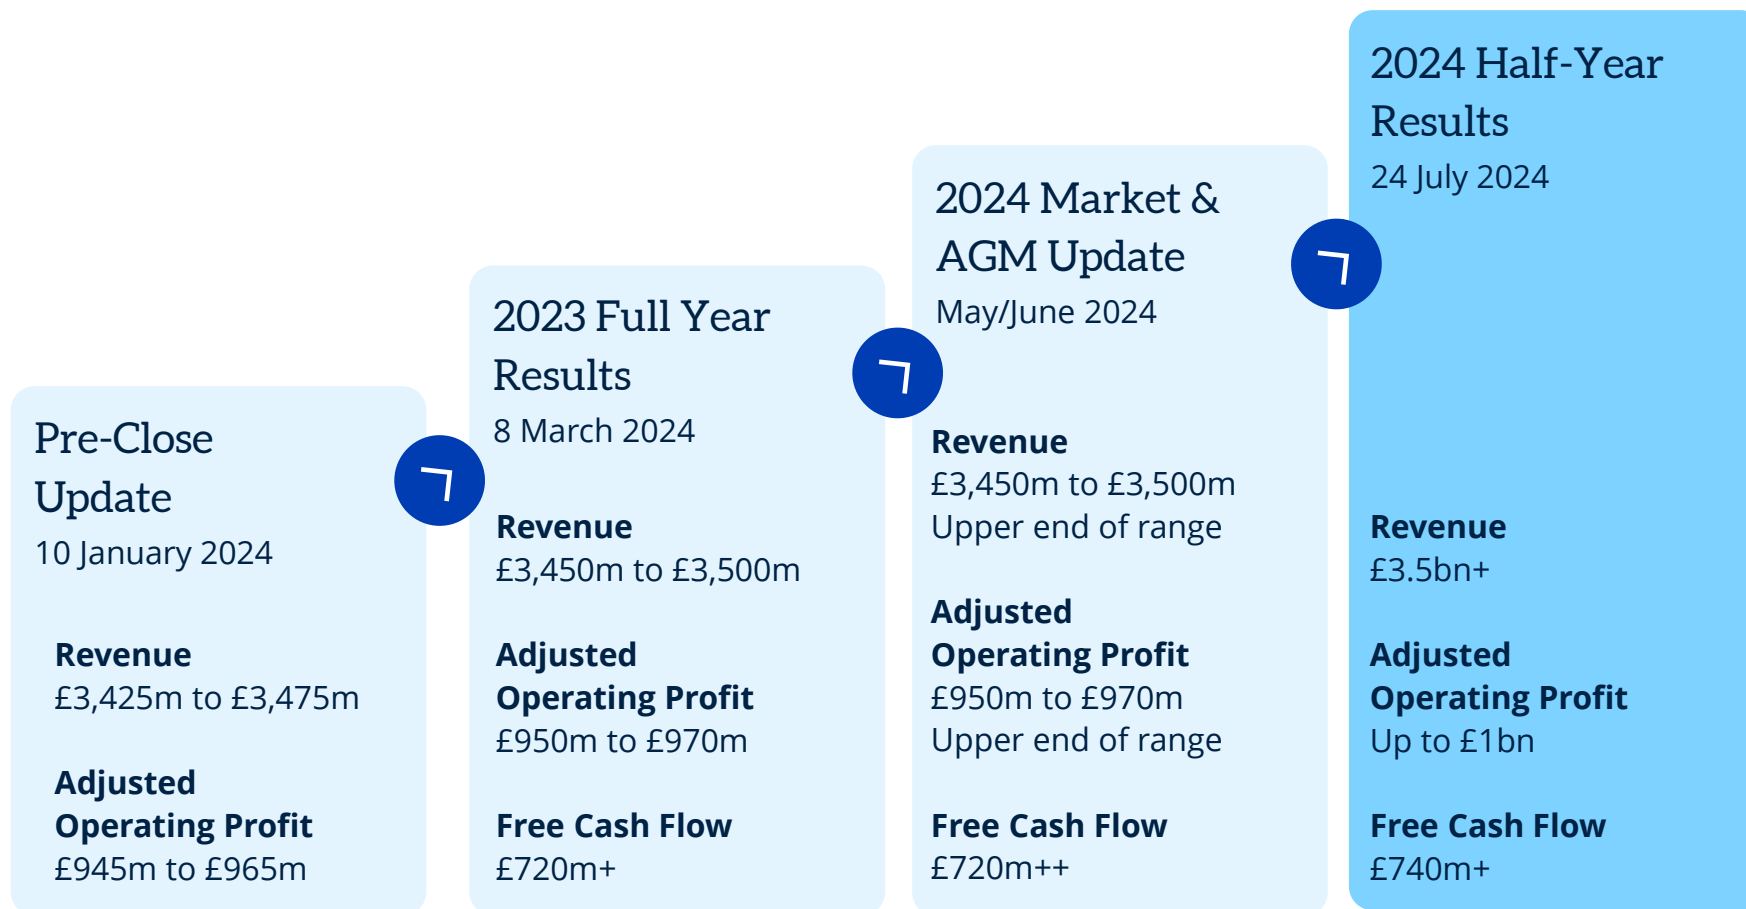 Pre-Close
Update
10 January 2024
Revenue
£3,425m to £3,475m
Adjusted
Operating Profit
£945m to £965m
2023 Full Year
Results
8 March 2024
Revenue
£3,450m to £3,500m
Adjusted
Operating Profit
£950m to £970m
Free Cash Flow
£720m+
2024 Market &
AGM Update
May/June 2024
Revenue
£3,450m to £3,500m
Upper end of range
Adjusted
Operating Profit
£950m to £970m
Upper end of range
Free Cash Flow
£720m++
2024 Half-Year
Results
24 July 2024
Revenue
£3.5bn+
Adjusted
Operating Profit
Up to £1bn
Free Cash Flow
£740m+